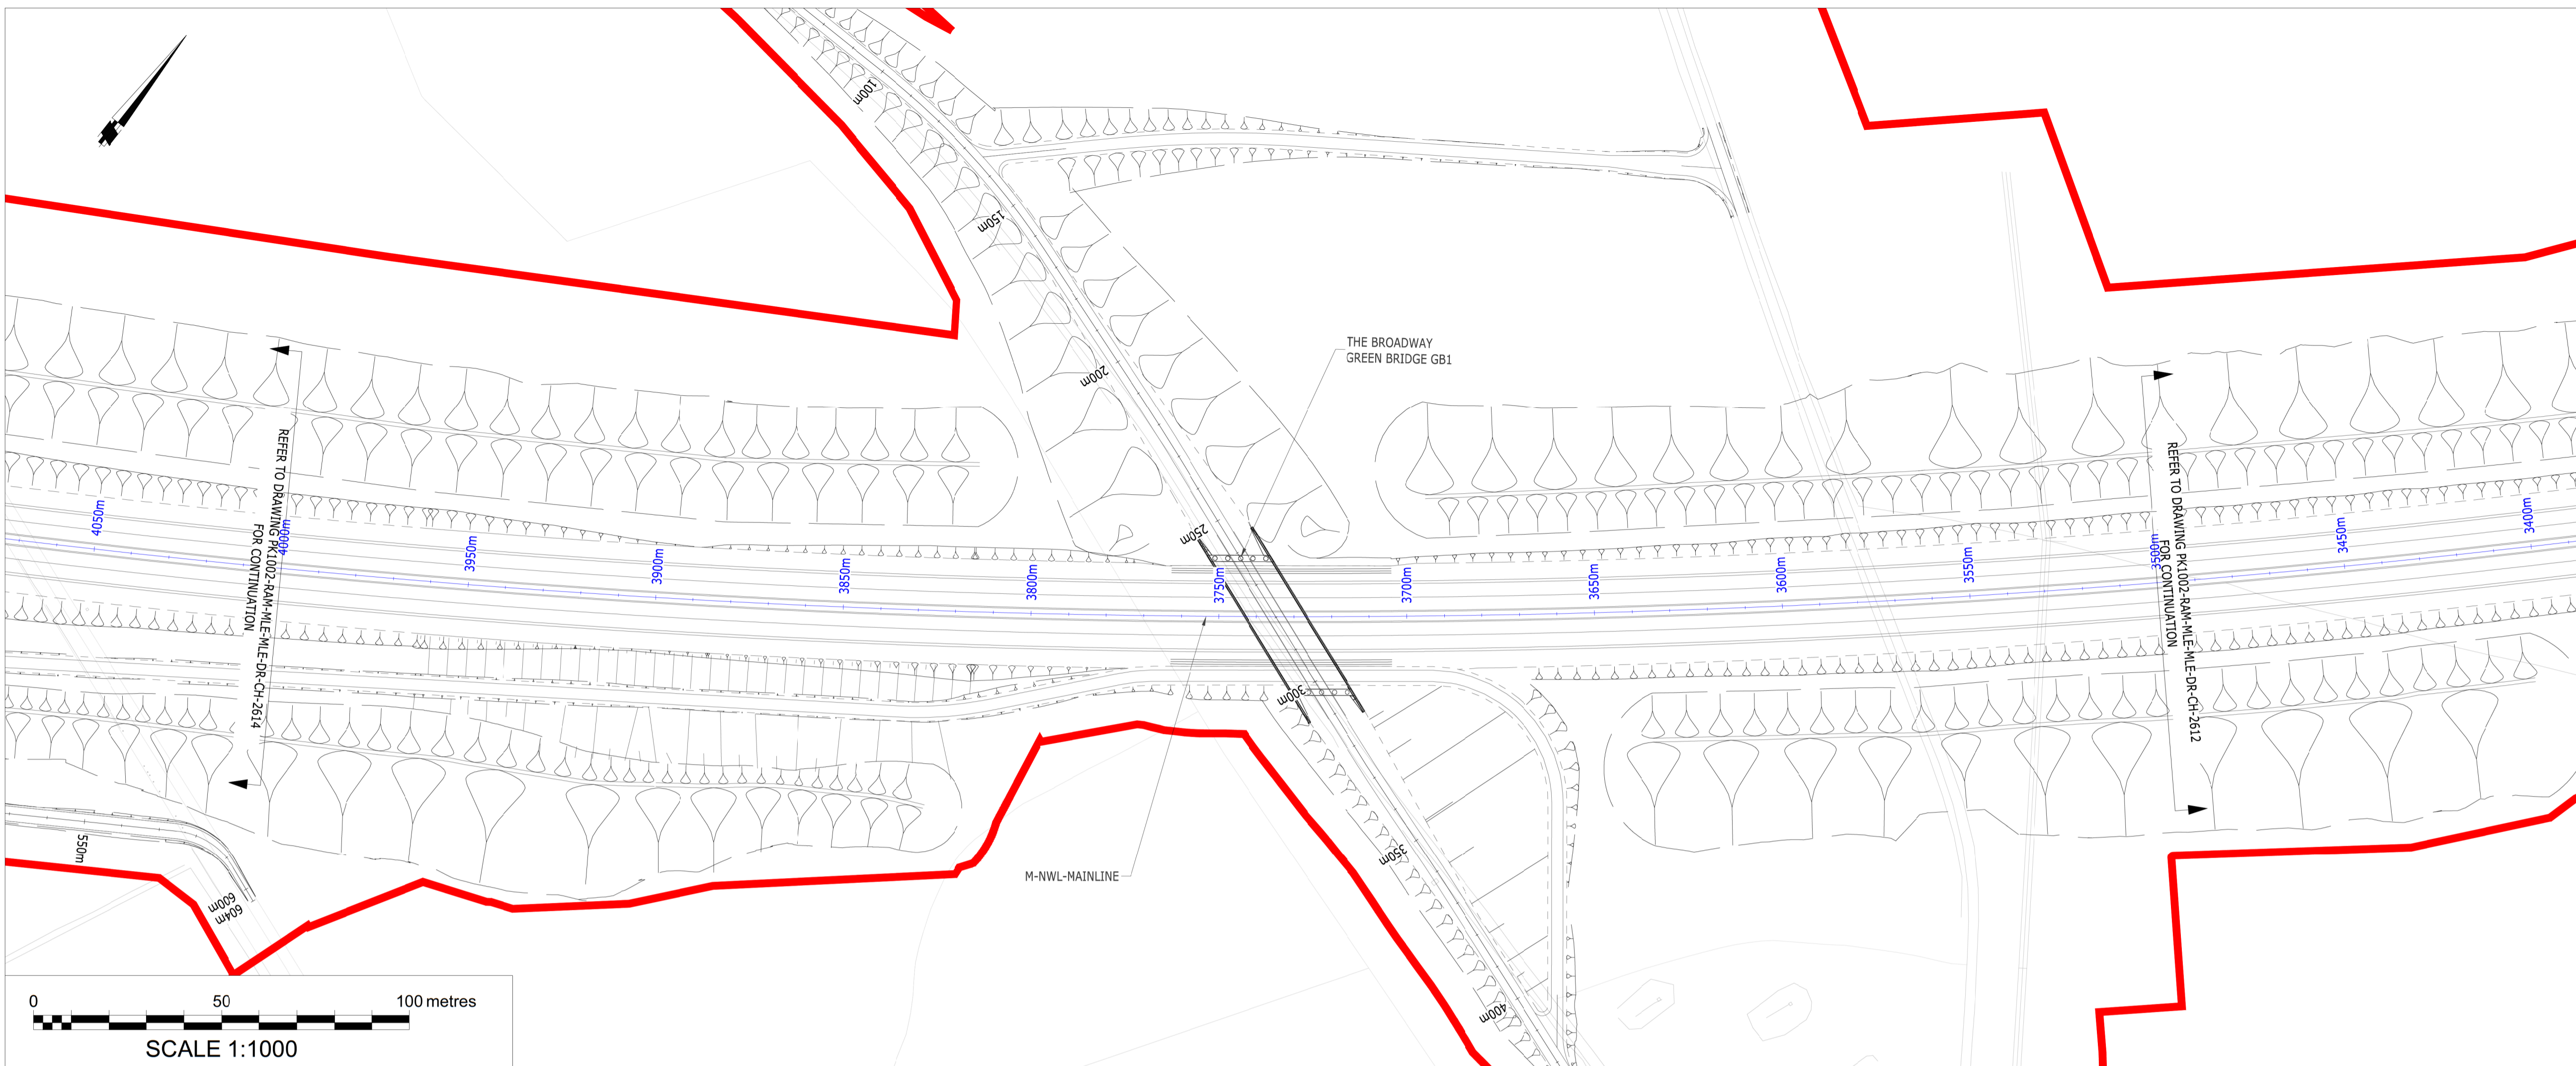 100m
150m
200m
THE BROADWAY
GREEN BRIDGE GB1
250m
300m
350m
400m
4050m
4000m
3950m
3900m
3850m
3800m
3750m
3700m
3650m
3600m
3550m
3500m
3450m
3400m
REFER TO DRAWING PK1002-RAM-MLE-MLE-DR-CH-2614
FOR CONTINUATION
REFER TO DRAWING PK1002-RAM-MLE-MLE-DR-CH-2612
FOR CONTINUATION
M-NWL-MAINLINE
550m
600m
604m
0 50 100 metres
SCALE 1:1000